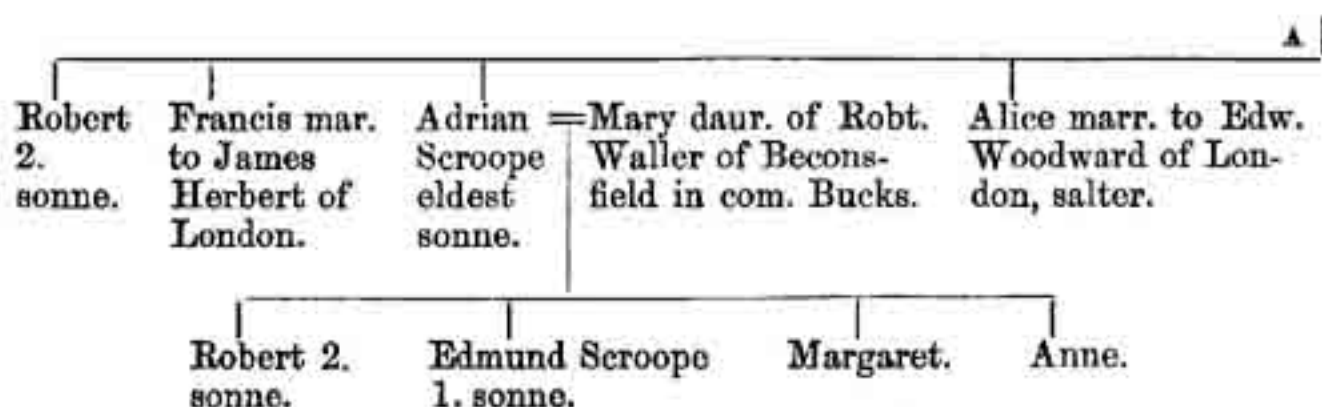 A
Robert
2.
sonne.
Francis mar.
to James
Herbert of
London.
Adrian
Scroope
eldest
sonne.
=Mary daur. of Robt.
Waller of Becons-
field in com. Bucks.
Alice marr. to Edw.
Woodward of Lon-
don, salter.
Robert 2.
sonne.
Edmund Scroope
1. sonne.
Margaret.
Anne.